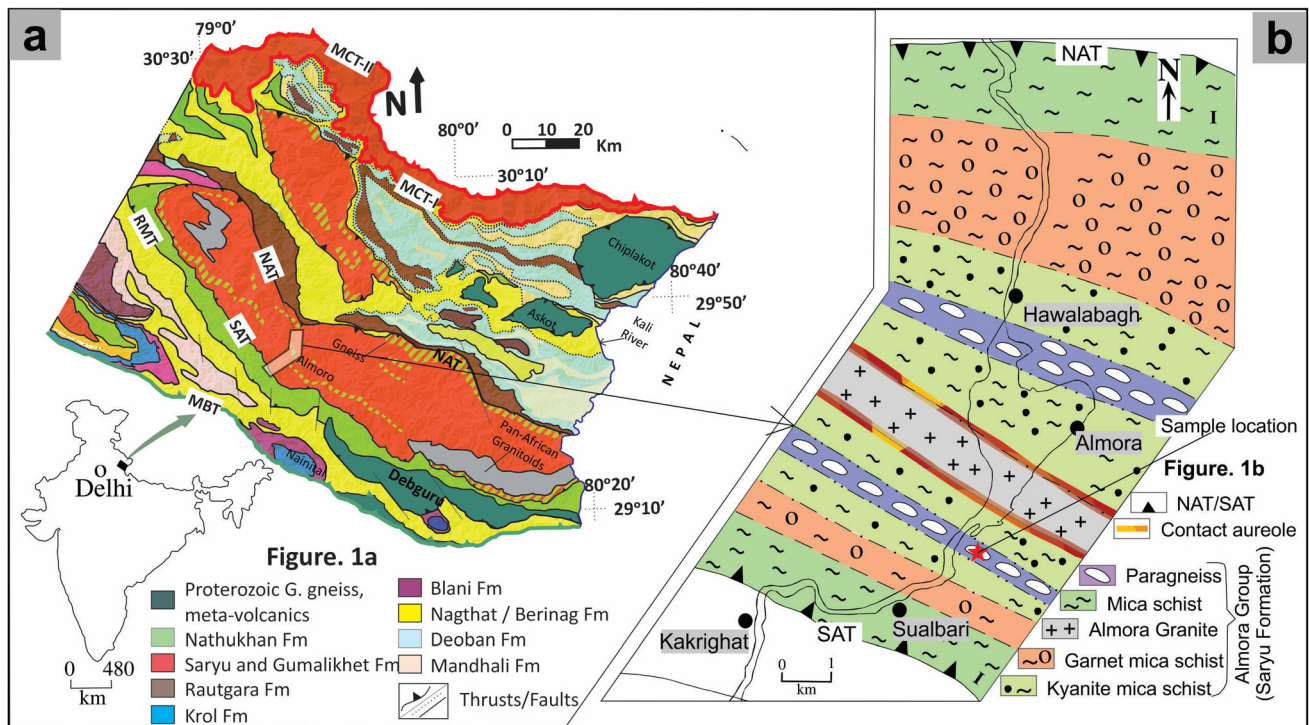 a
79°0'
30°30'
MCT-II
N
80°0'
0 10 20
Km
30°10'
MCT-I
RMT
NAT
SAT
Chiplakot
80°40'
29°50'
Askot
Kali
River
NEPAL
Gneiss
NAT
Almoro
MBT
Pan-African
Granitoids
Nainital
Debguru
80°20'
29°10'
Delhi
0 480
km
Figure. 1a
Proterozoic G. gneiss,
meta-volcanics
Nathukhan Fm
Saryu and Gumalikhet Fm
Rautgara Fm
Krol Fm
Blani Fm
Nagthat / Berinag Fm
Deoban Fm
Mandhali Fm
Thrusts/Faults
b
NAT
N
I
Hawalabagh
Almora
Sample location
Figure. 1b
NAT/SAT
Contact aureole
Paragneiss
Mica schist
Almora Granite
Garnet mica schist
Kyanite mica schist
Almora Group
(Saryu Formation)
Kakrighat
SAT
Sualbari
I
0 1
km